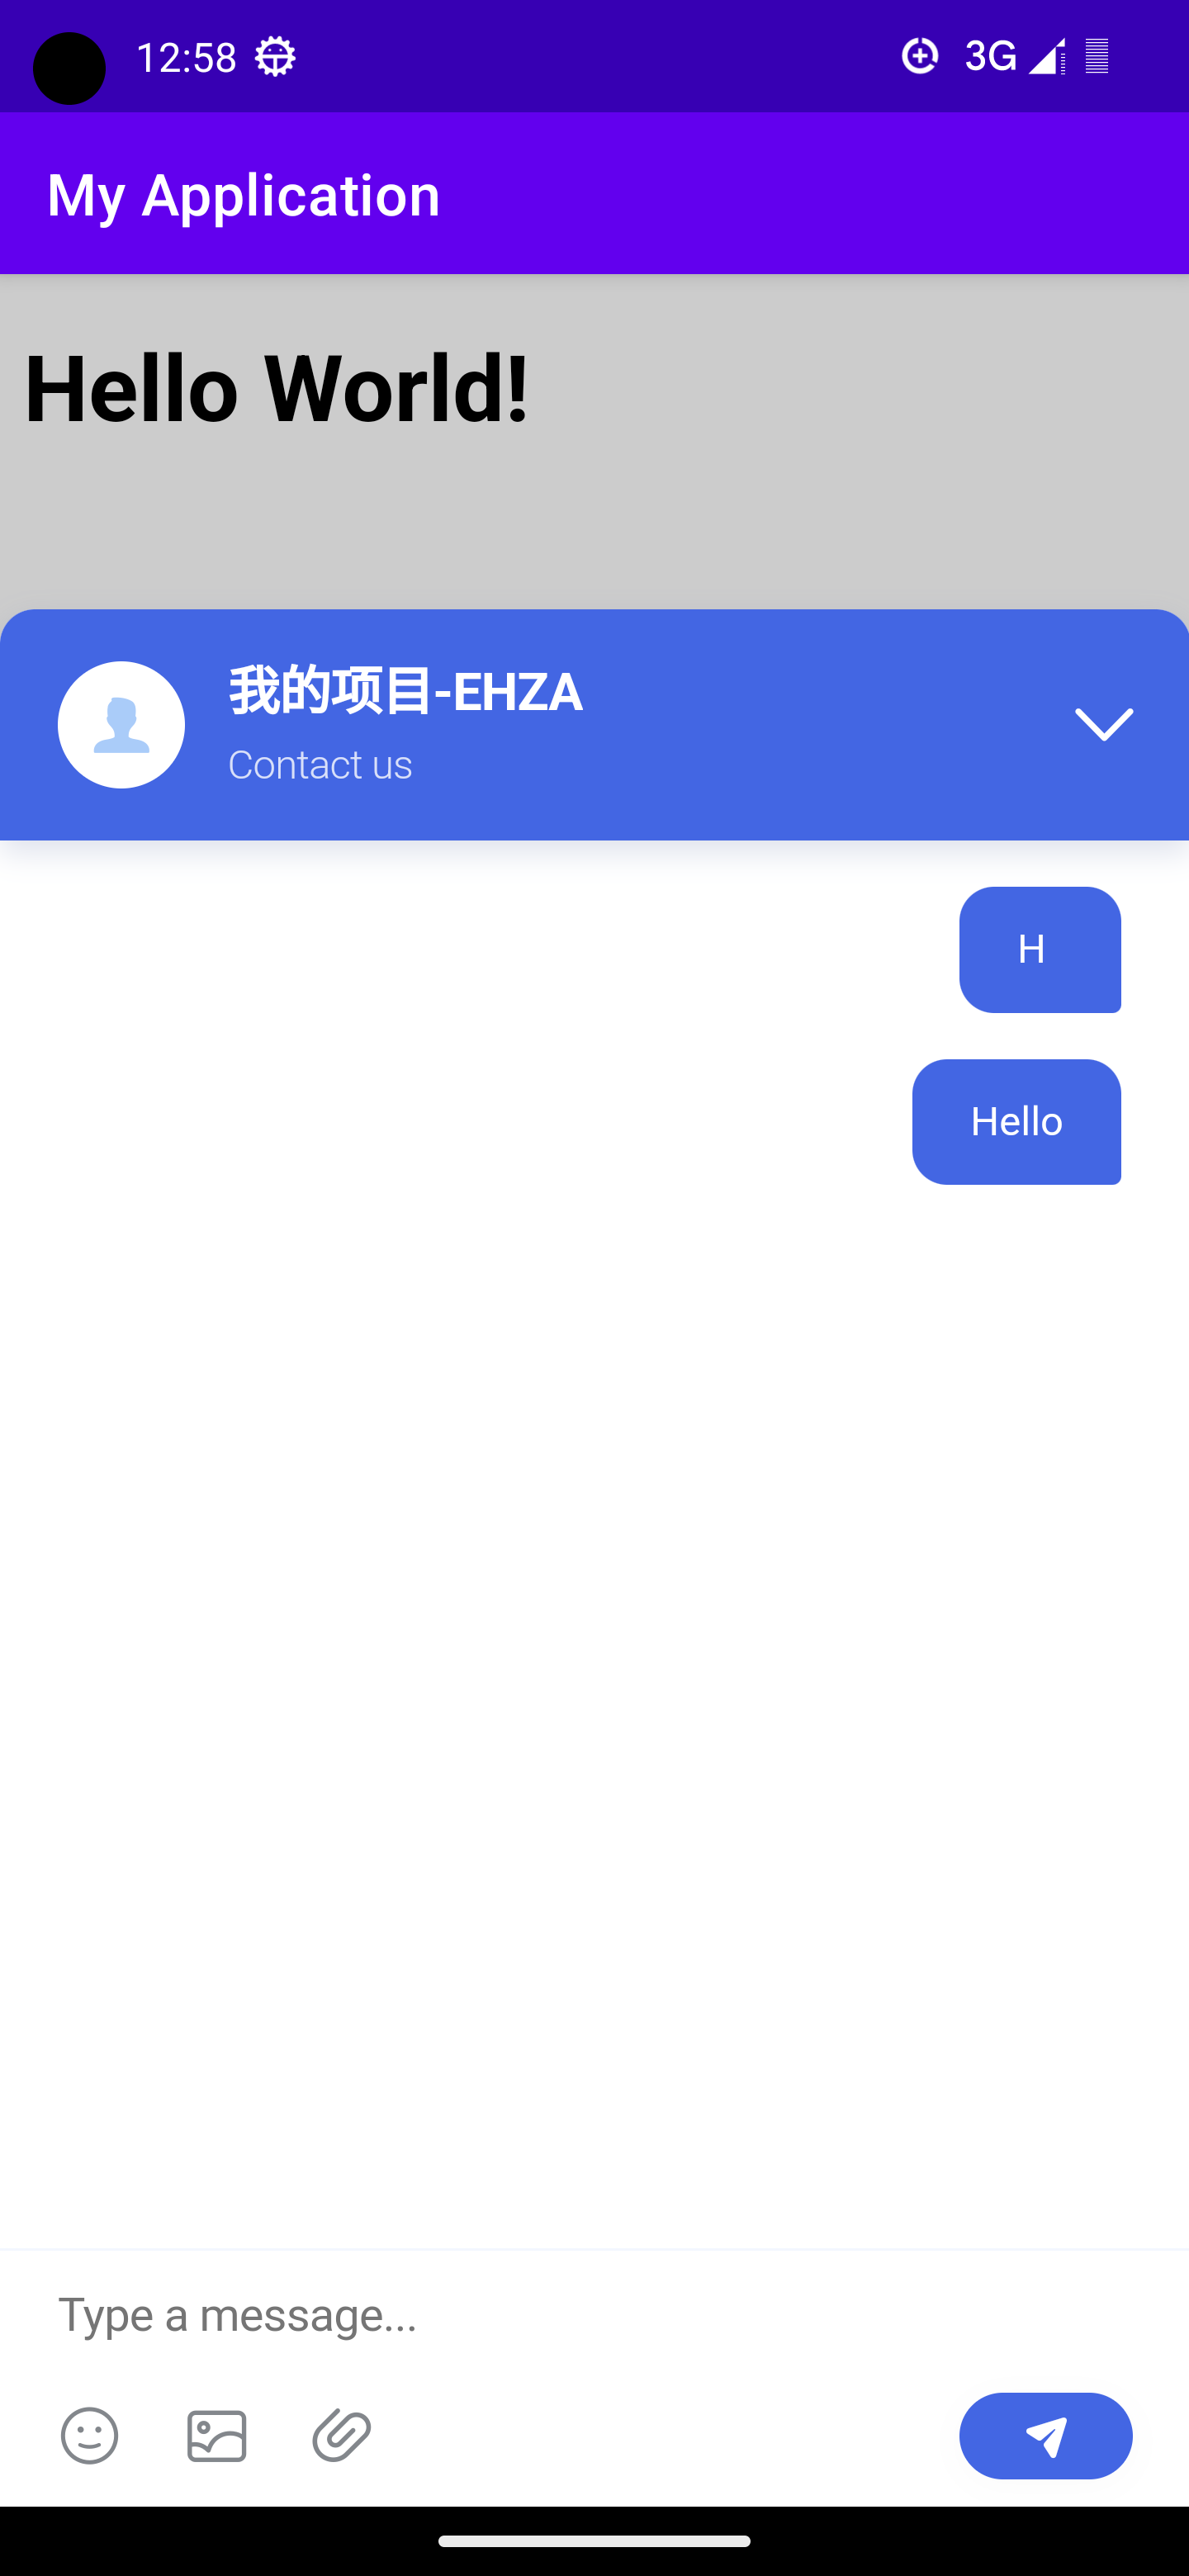 12:58
3G
My Application
Hello World!
我的项目-EHZA
Contact us
H
Hello
Type a message...